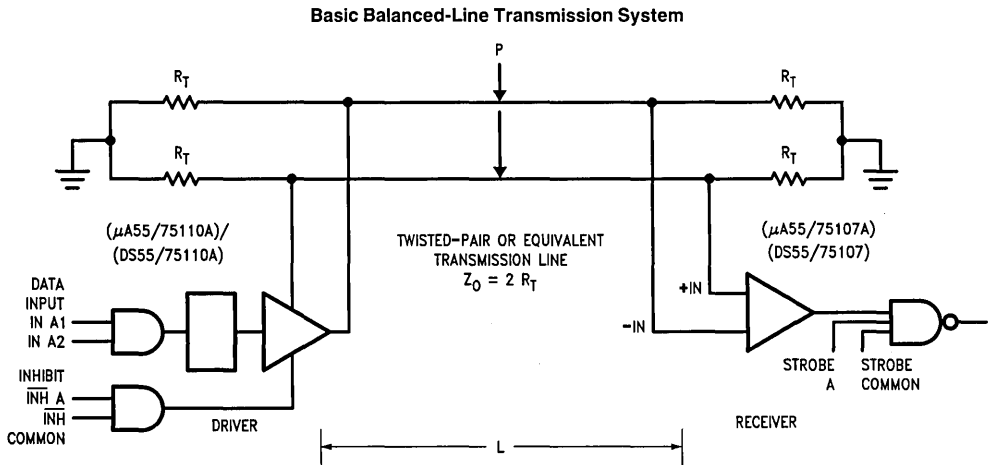 Basic Balanced-Line Transmission System
P
R_T
R_T
R_T
R_T
(μA55/75110A)/
(DS55/75110A)
TWISTED-PAIR OR EQUIVALENT
TRANSMISSION LINE
Z_O = 2 R_T
(μA55/75107A)
(DS55/75107)
DATA
INPUT
IN A1
IN A2
+IN
-IN
STROBE
A
STROBE
COMMON
INHIBIT
I̅N̅H̅ A
I̅N̅H̅
COMMON
DRIVER
RECEIVER
L